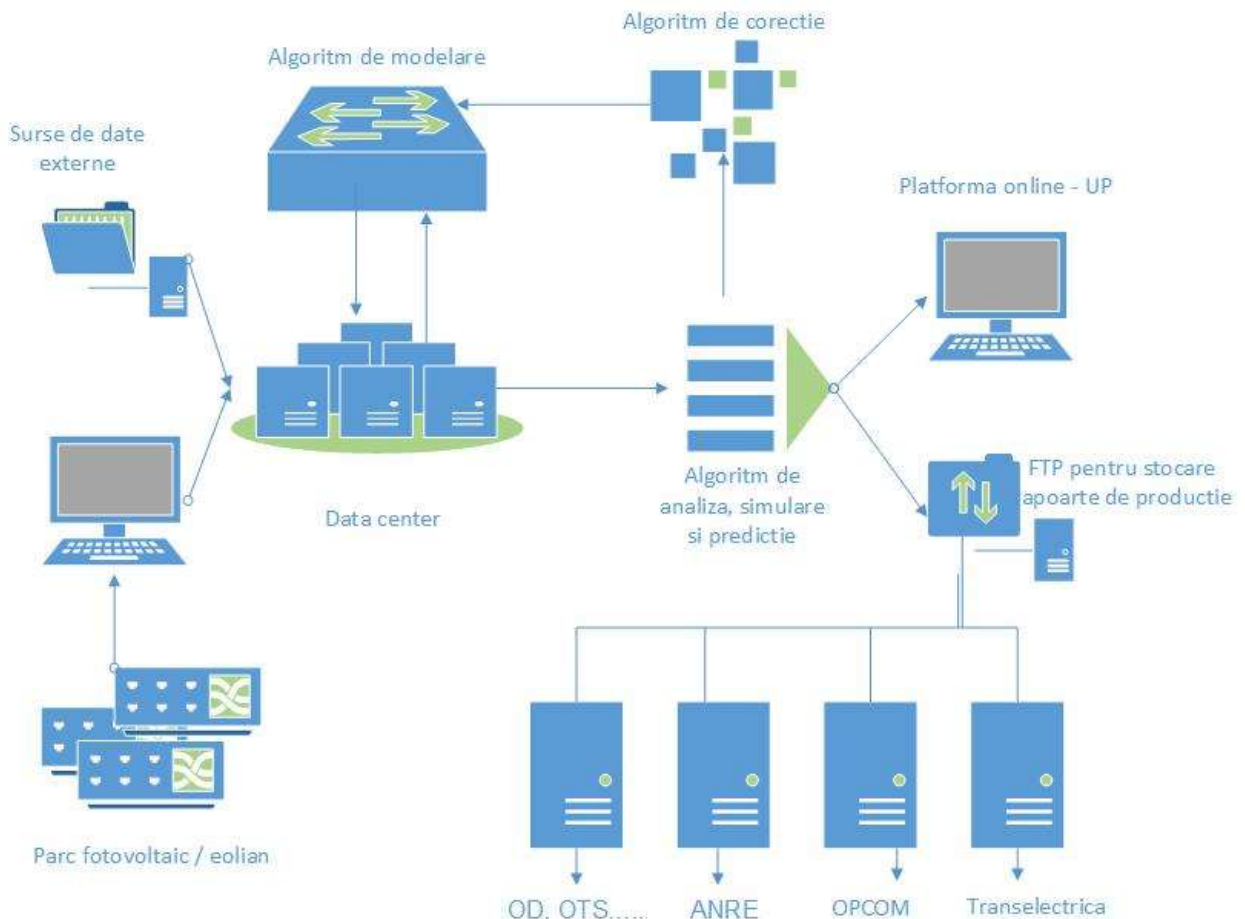 Algoritm de corectie
Algoritm de modelare
Surse de date
externe
Platforma online - UP
Data center
Algoritm de
analiza, simulare
si predictie
FTP pentru stocare
apoarte de productie
Parc fotovoltaic / eolian
OD, OTS......
ANRE
OPCOM
Transelectrica